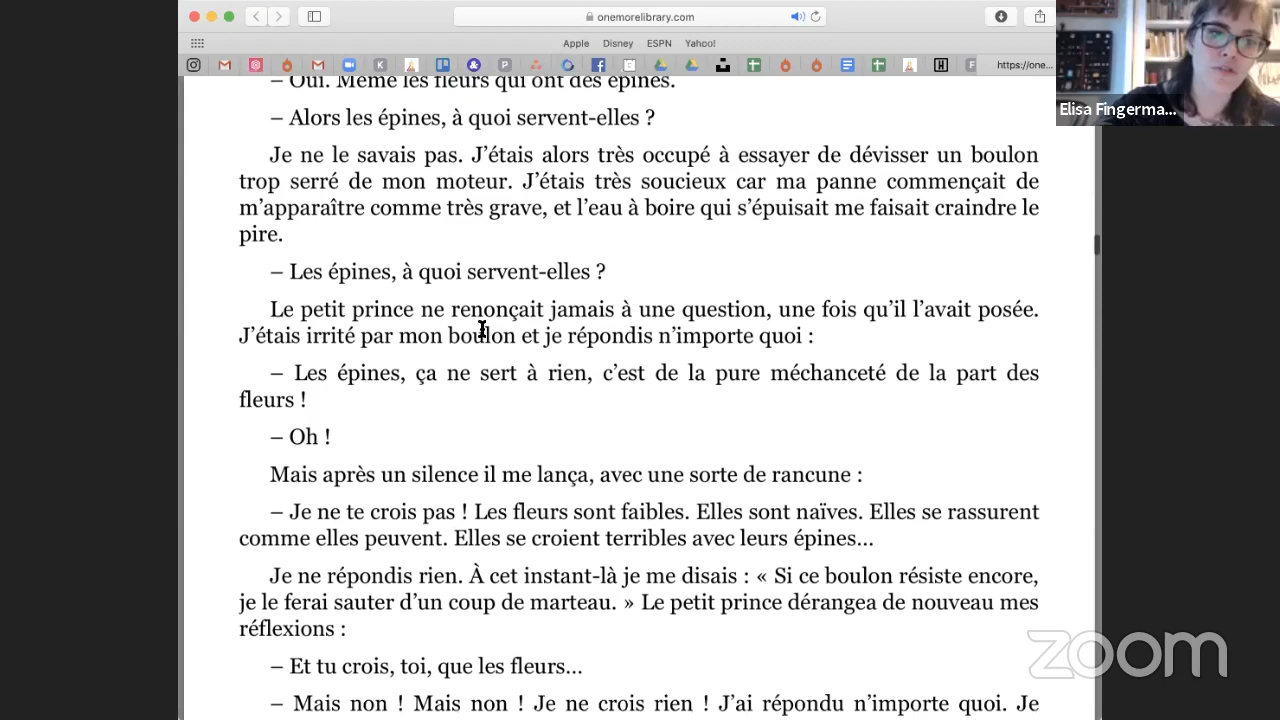 onemorelibrary.com
Apple Disney ESPN Yahoo!
https://one...
Elisa Fingerma...
– Oui. Même les fleurs qui ont des épines.
– Alors les épines, à quoi servent-elles ?
Je ne le savais pas. J’étais alors très occupé à essayer de dévisser un boulon
trop serré de mon moteur. J’étais très soucieux car ma panne commençait de
m’apparaître comme très grave, et l’eau à boire qui s’épuisait me faisait craindre le
pire.
– Les épines, à quoi servent-elles ?
Le petit prince ne renonçait jamais à une question, une fois qu’il l’avait posée.
J’étais irrité par mon boulon et je répondis n’importe quoi :
– Les épines, ça ne sert à rien, c’est de la pure méchanceté de la part des
fleurs !
– Oh !
Mais après un silence il me lança, avec une sorte de rancune :
– Je ne te crois pas ! Les fleurs sont faibles. Elles sont naïves. Elles se rassurent
comme elles peuvent. Elles se croient terribles avec leurs épines...
Je ne répondis rien. À cet instant-là je me disais : « Si ce boulon résiste encore,
je le ferai sauter d’un coup de marteau. » Le petit prince dérangea de nouveau mes
réflexions :
– Et tu crois, toi, que les fleurs...
– Mais non ! Mais non ! Je ne crois rien ! J’ai répondu n’importe quoi. Je
zoom